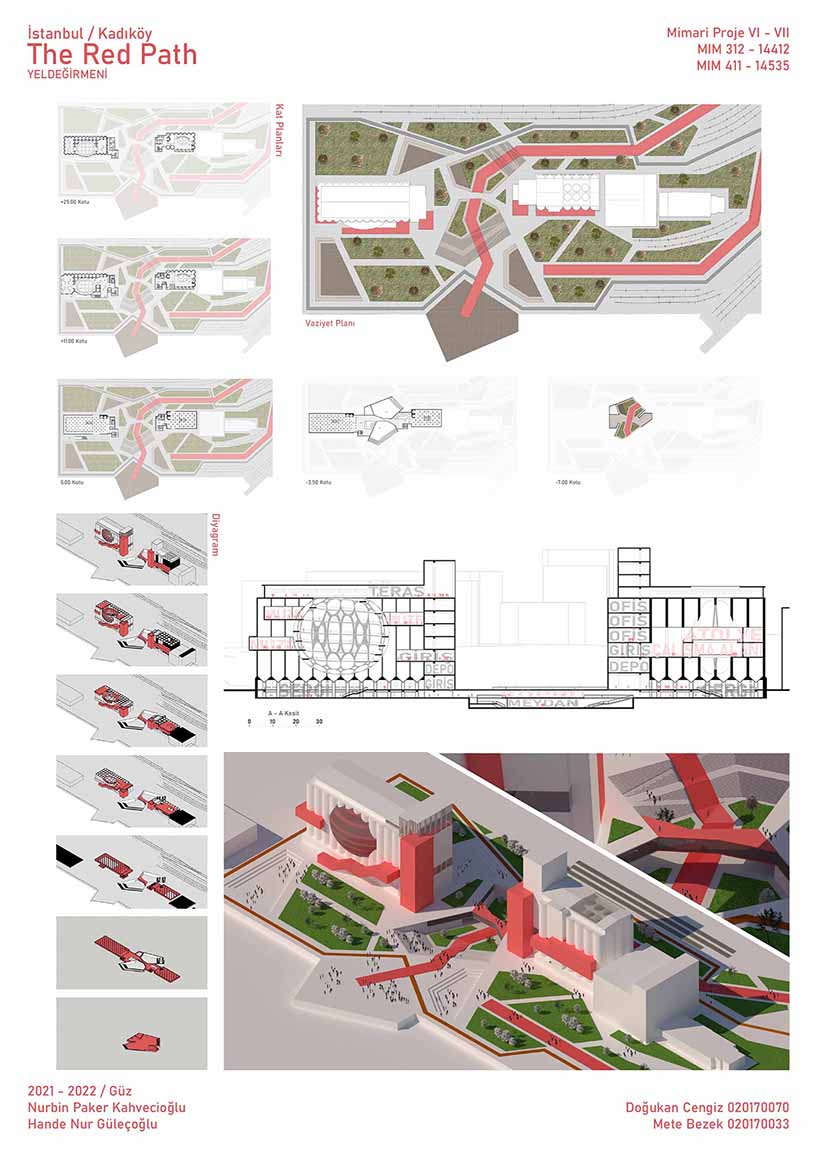 İstanbul / Kadıköy
The Red Path
YELDEĞİRMENİ
Mimari Proje VI - VII
MIM 312 - 14412
MIM 411 - 14535
Kat Planları
+25.00 Kotu
+11.00 Kotu
Vaziyet Planı
0.00 Kotu
-3.50 Kotu
-7.00 Kotu
Diyagram
TERAS
GİRİŞ
DEPO
GİRİŞ
SERGİ
MEYDAN
OFİS
OFİS
OFİS
GİRİŞ
DEPO
ATÖLYE
ÇALIŞMA ALANI
SERGİ
A - A Kesit
0 10 20 30
2021 - 2022 / Güz
Nurbin Paker Kahvecioğlu
Hande Nur Güleçoğlu
Doğukan Cengiz 020170070
Mete Bezek 020170033